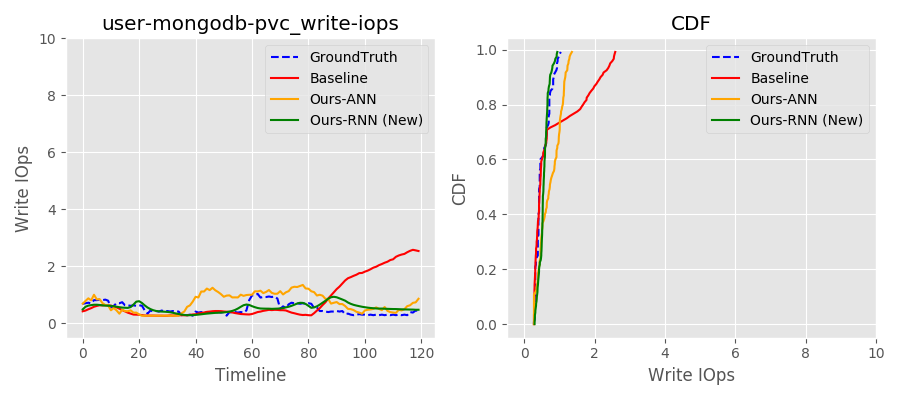 user-mongodb-pvc_write-iops
Write IOps
10
8
6
4
2
0
0 20 40 60 80 100 120
Timeline
GroundTruth
Baseline
Ours-ANN
Ours-RNN (New)
CDF
CDF
1.0
0.8
0.6
0.4
0.2
0.0
0 2 4 6 8 10
Write IOps
GroundTruth
Baseline
Ours-ANN
Ours-RNN (New)